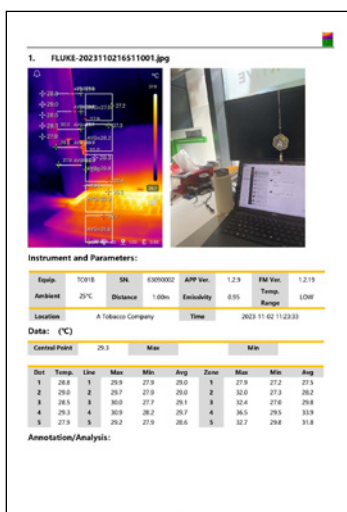 1. FLUKE-2023110216511001.jpg
°C
Instrument and Parameters:
Equip. TC01B SN. 63090002 APP Ver. 1.2.9 FM Ver. 1.2.19
Ambient 25°C Distance 1.00m Emissivity 0.95 Temp. Range LOW
Location A Tobacco Company Time 2023-11-02 11:23:33
Data: (°C)
Central Point 29.3 Max Min
Dot Temp. Line Max Min Avg Zone Max Min Avg
1 28.8 1 29.9 27.9 29.0 1 27.9 27.2 27.5
2 29.0 2 29.7 27.9 29.0 2 32.0 27.3 28.2
3 28.5 3 30.0 27.7 29.1 3 32.4 27.8 29.8
4 29.3 4 30.9 28.2 29.7 4 36.5 29.5 33.9
5 27.9 5 29.2 27.9 28.6 5 32.7 29.8 31.8
Annotation/Analysis: